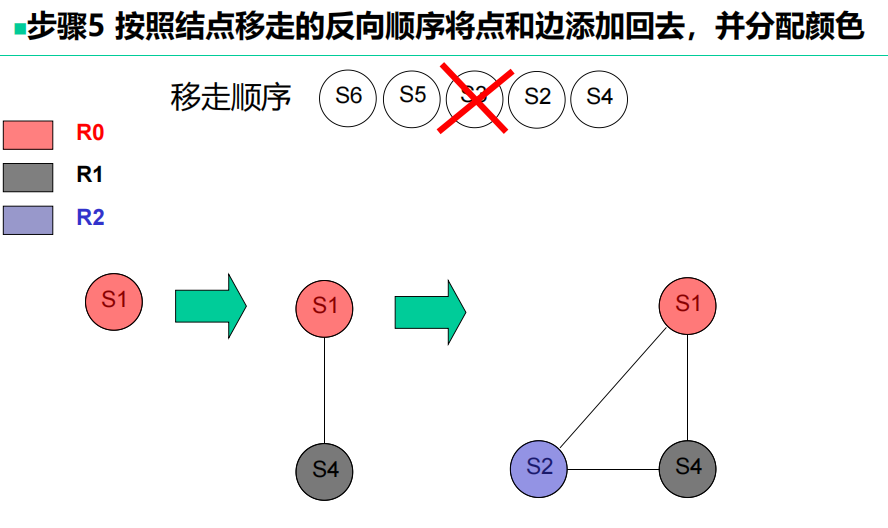 步骤5 按照结点移走的反向顺序将点和边添加回去，并分配颜色
移走顺序 S6 S5 S3 S2 S4
R0
R1
R2
S1 S1 S1
S4 S2 S4